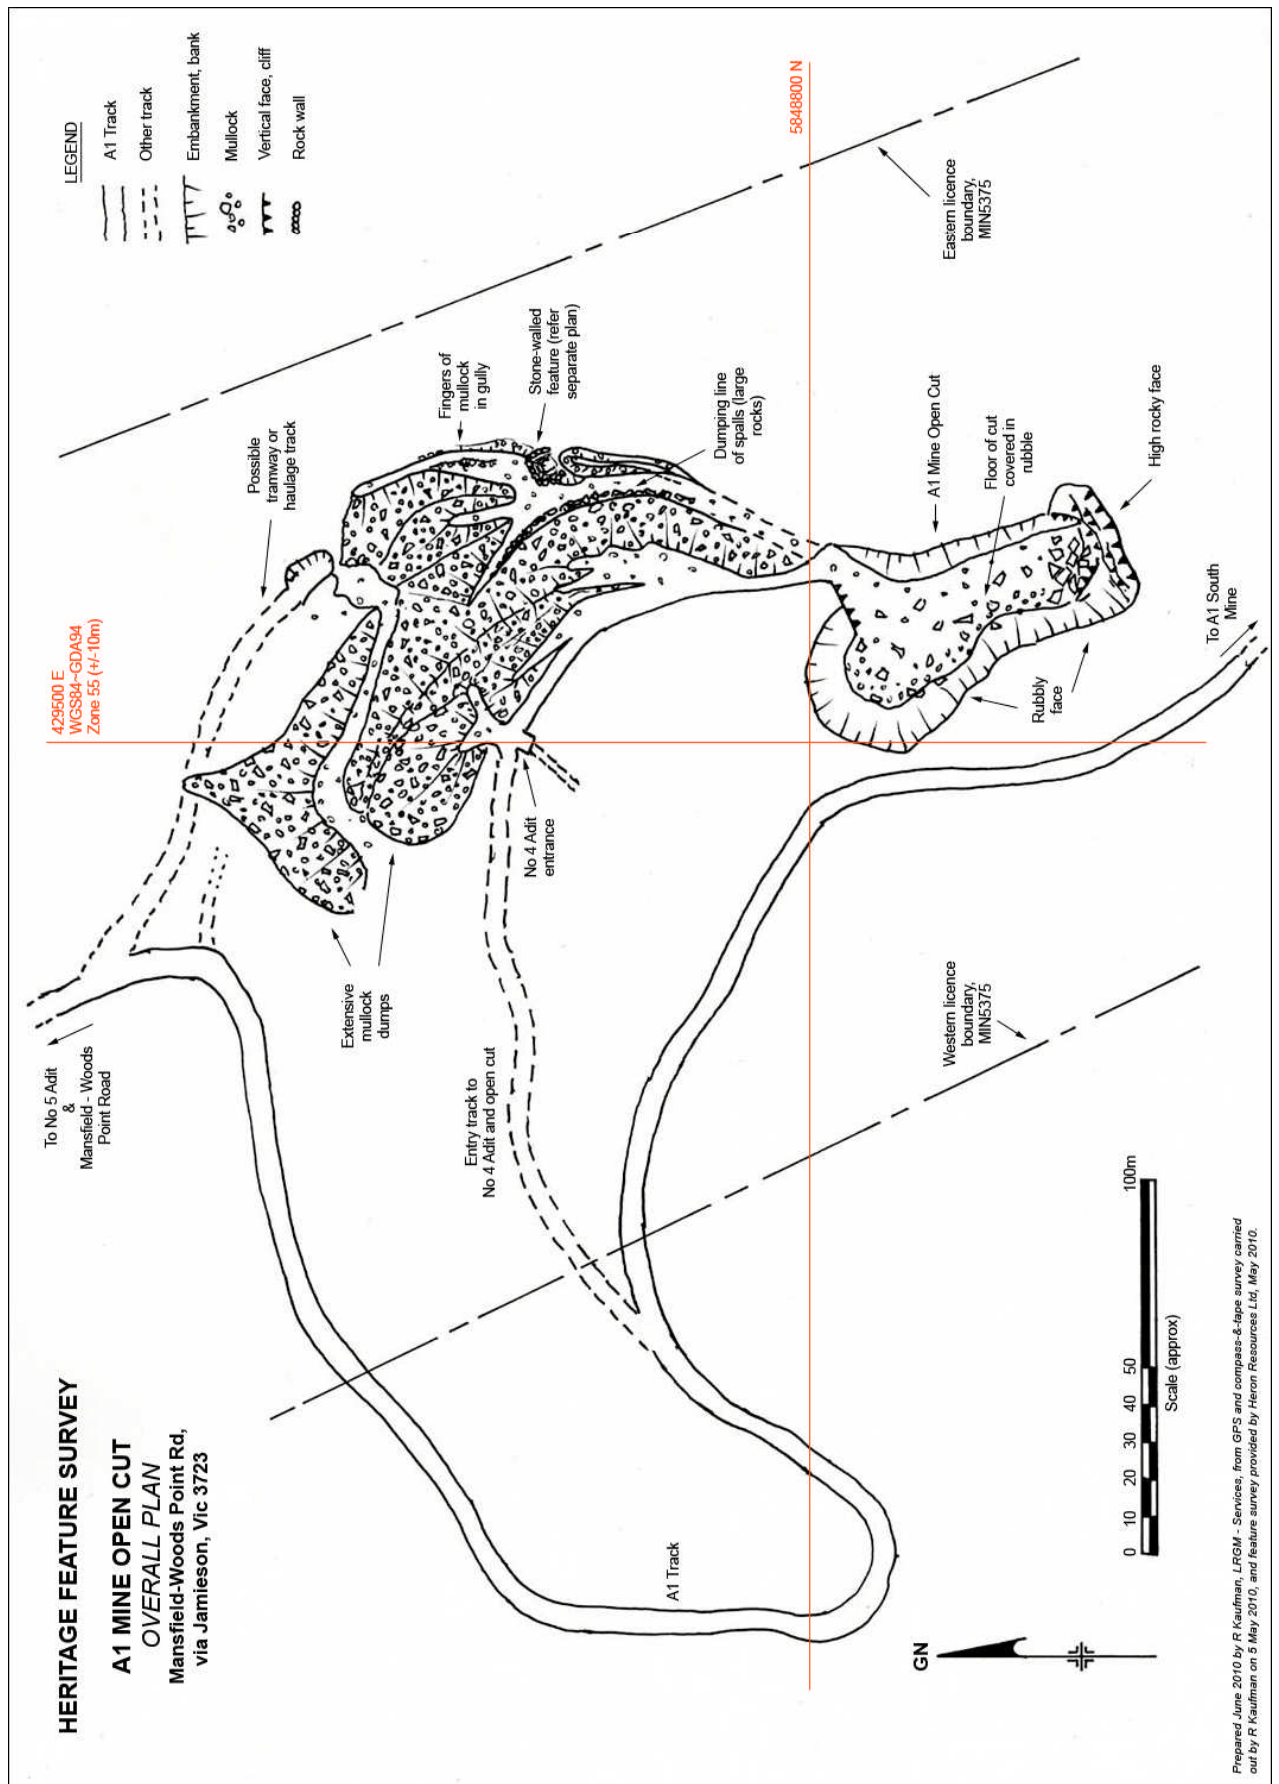 HERITAGE FEATURE SURVEY
A1 MINE OPEN CUT
OVERALL PLAN
Mansfield-Woods Point Rd,
via Jamieson, Vic 3723
To No 5 Adit
&
Mansfield - Woods
Point Road
429500 E
WGS84~GDA94
Zone 55 (+/-10m)
LEGEND
A1 Track
Other track
Embankment, bank
Mullock
Vertical face, cliff
Rock wall
Possible
tramway or
haulage track
Extensive
mullock
dumps
Fingers of
mullock
in gully
Stone-walled
feature (refer
separate plan)
Entry track to
No 4 Adit and open cut
No 4 Adit
entrance
Dumping line
of spalls (large
rocks)
5848800 N
A1 Track
Eastern licence
boundary,
MIN5375
A1 Mine Open Cut
Floor of cut
covered in
rubble
High rocky face
Rubbly
face
To A1 South
Mine
Western licence
boundary,
MIN5375
GN
0 10 20 30 40 50 100m
Scale (approx)
Prepared June 2010 by R Kaufman, LRGM - Services, from GPS and compass-&-tape survey carried
out by R Kaufman on 5 May 2010, and feature survey provided by Heron Resources Ltd, May 2010.